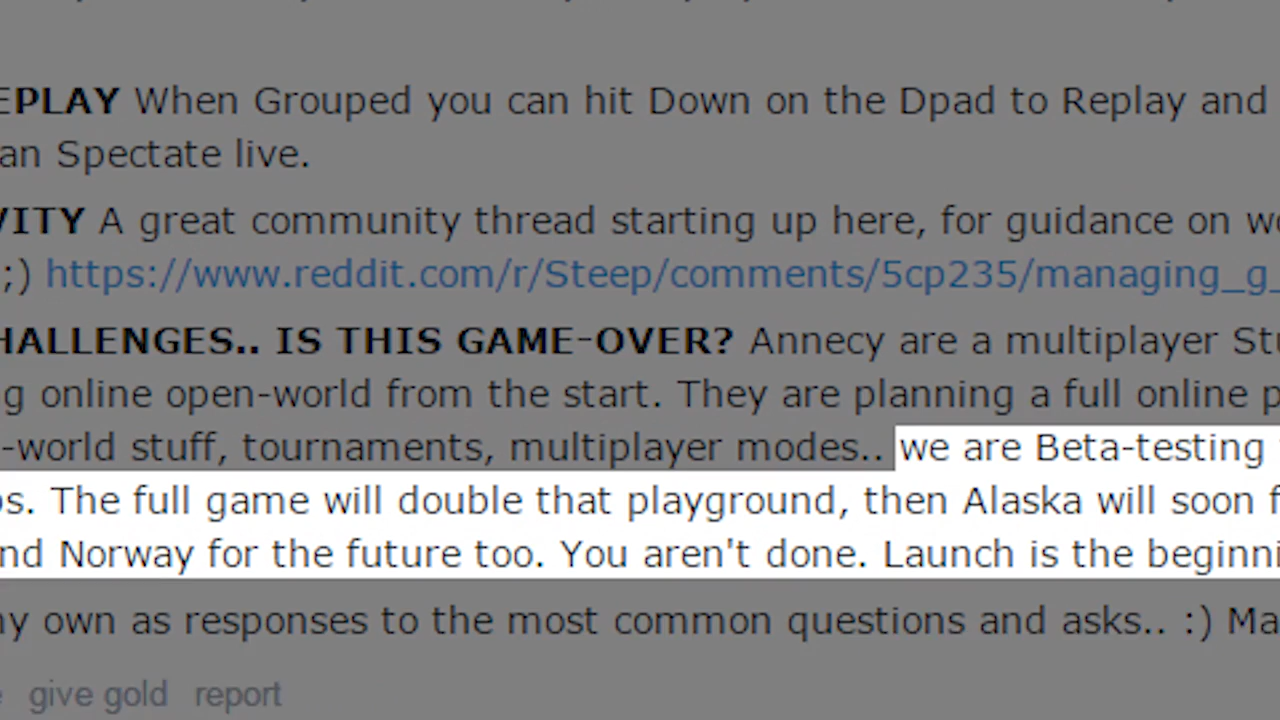 EPLAY When Grouped you can hit Down on the Dpad to Replay and
an Spectate live.
VITY A great community thread starting up here, for guidance on
;) https://www.reddit.com/r/Steep/comments/5cp235/managing_g_
HALLENGES.. IS THIS GAME-OVER? Annecy are a multiplayer Stu
g online open-world from the start. They are planning a full online p
-world stuff, tournaments, multiplayer modes.. we are Beta-testing
os. The full game will double that playground, then Alaska will soon f
nd Norway for the future too. You aren't done. Launch is the beginni
ny own as responses to the most common questions and asks.. :) Ma
give gold report